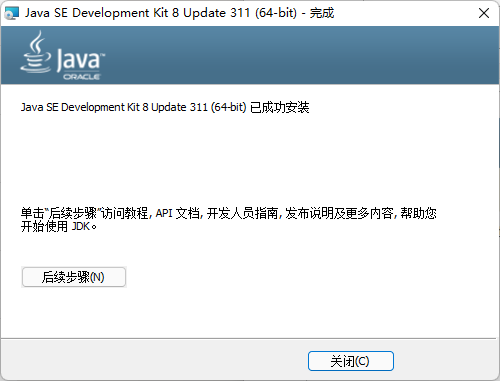 Java SE Development Kit 8 Update 311 (64-bit) - 完成
Java
ORACLE
Java SE Development Kit 8 Update 311 (64-bit) 已成功安装
单击“后续步骤”访问教程, API 文档, 开发人员指南, 发布说明及更多内容, 帮助您
开始使用 JDK。
后续步骤(N)
关闭(C)